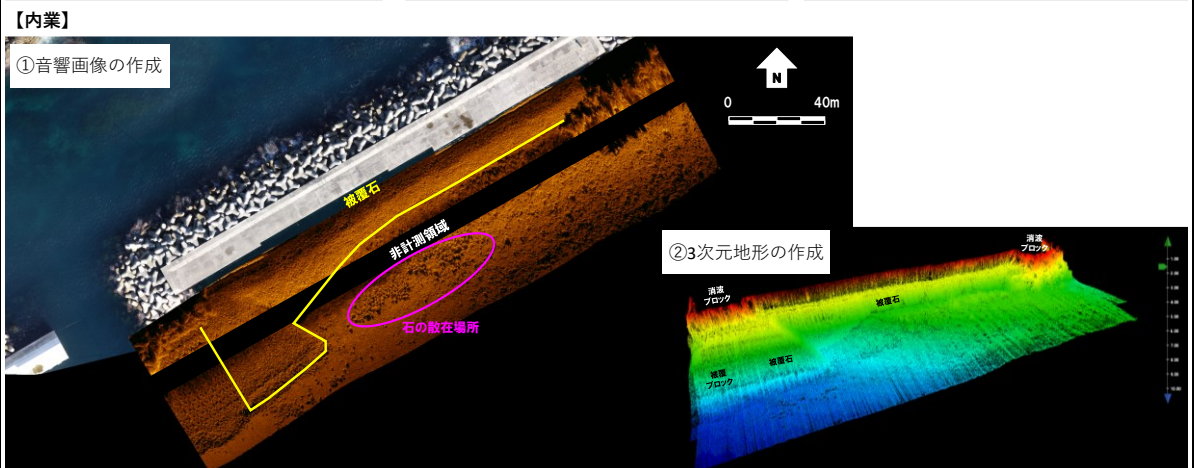 【内業】
①音響画像の作成
N
0 40m
被覆石
非計測領域
石の散在場所
②3次元地形の作成
消波
ブロック
消波
ブロック
被覆石
被覆石
被覆
ブロック